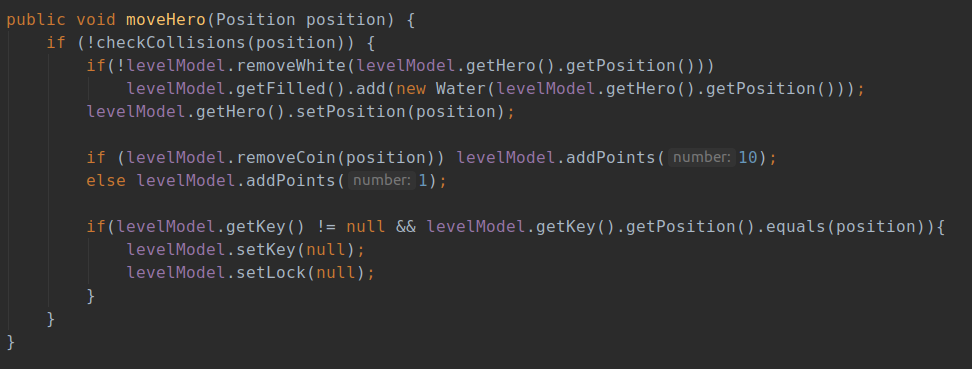 public void moveHero(Position position) {
    if (!checkCollisions(position)) {
        if(!levelModel.removeWhite(levelModel.getHero().getPosition()))
            levelModel.getFilled().add(new Water(levelModel.getHero().getPosition()));
        levelModel.getHero().setPosition(position);

        if (levelModel.removeCoin(position)) levelModel.addPoints( number: 10);
        else levelModel.addPoints( number: 1);

        if(levelModel.getKey() != null && levelModel.getKey().getPosition().equals(position)){
            levelModel.setKey(null);
            levelModel.setLock(null);
        }
    }
}